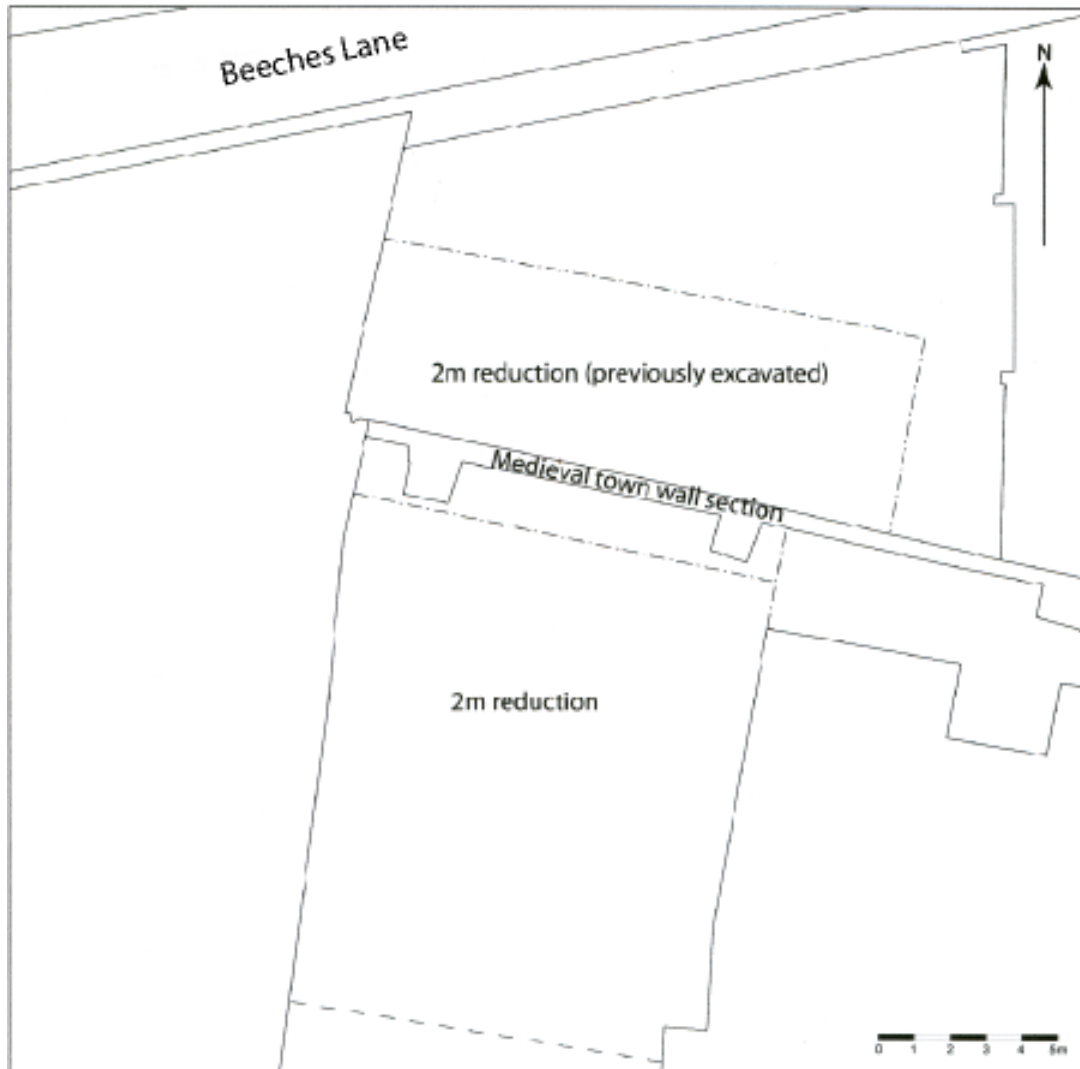 Beeches Lane
N
2m reduction (previously excavated)
Medieval town wall section
2m reduction
0 1 2 3 4 5m